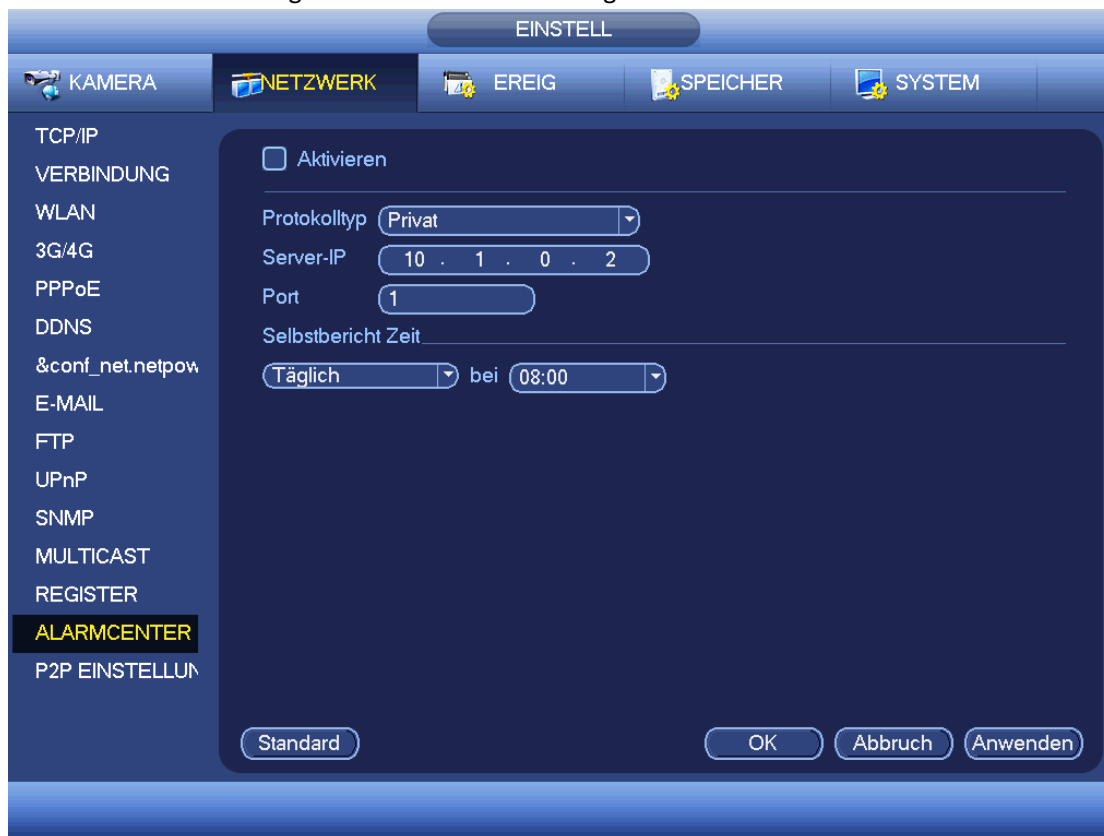 EINSTELL
KAMERA NETZWERK EREIG SPEICHER SYSTEM
TCP/IP
VERBINDUNG
WLAN
3G/4G
PPPoE
DDNS
&conf_net.netpow
E-MAIL
FTP
UPnP
SNMP
MULTICAST
REGISTER
ALARMCENTER
P2P EINSTELLUN
Aktivieren
Protokolltyp Privat
Server-IP 10 . 1 . 0 . 2
Port 1
Selbstbericht Zeit
Täglich bei 08:00
Standard OK Abbruch Anwenden